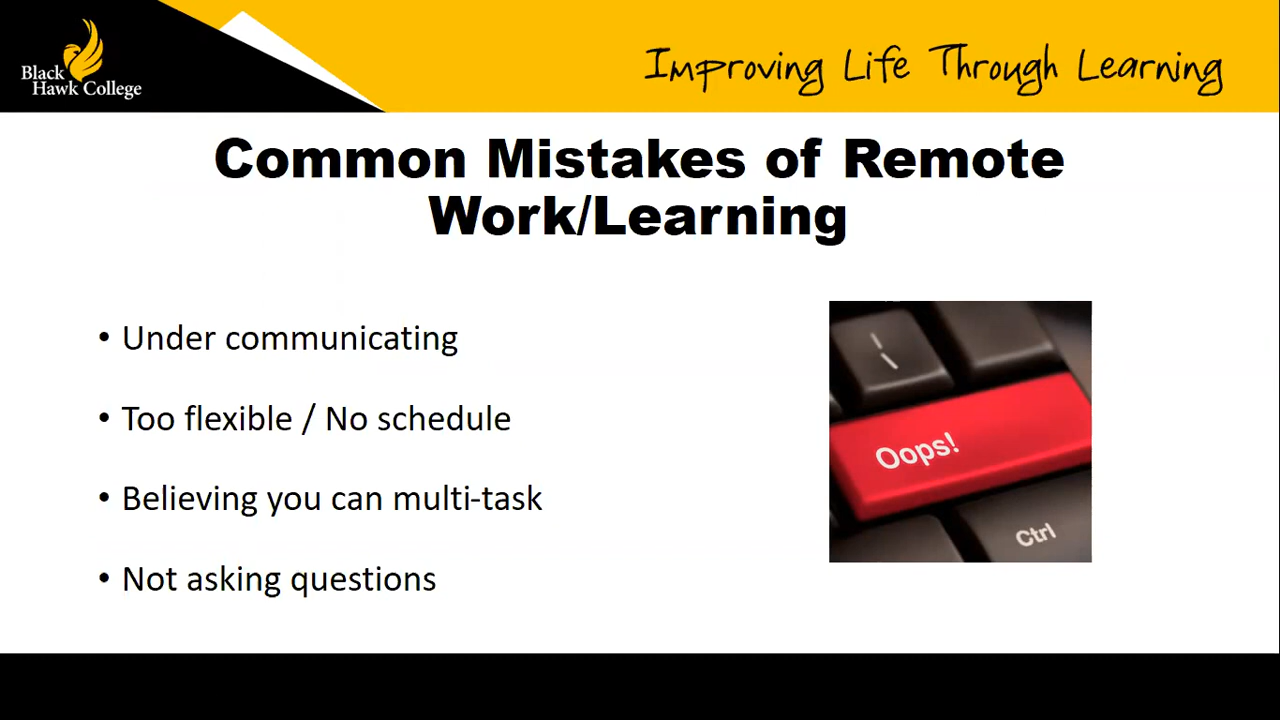 Black
Hawk College
Improving Life Through Learning
Common Mistakes of Remote
Work/Learning
• Under communicating
• Too flexible / No schedule
• Believing you can multi-task
• Not asking questions
Oops!
Ctrl